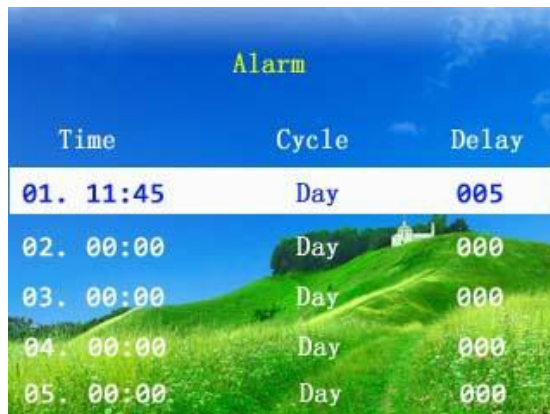 Alarm
Time Cycle Delay
01. 11:45 Day 005
02. 00:00 Day 000
03. 00:00 Day 000
04. 00:00 Day 000
05. 00:00 Day 000